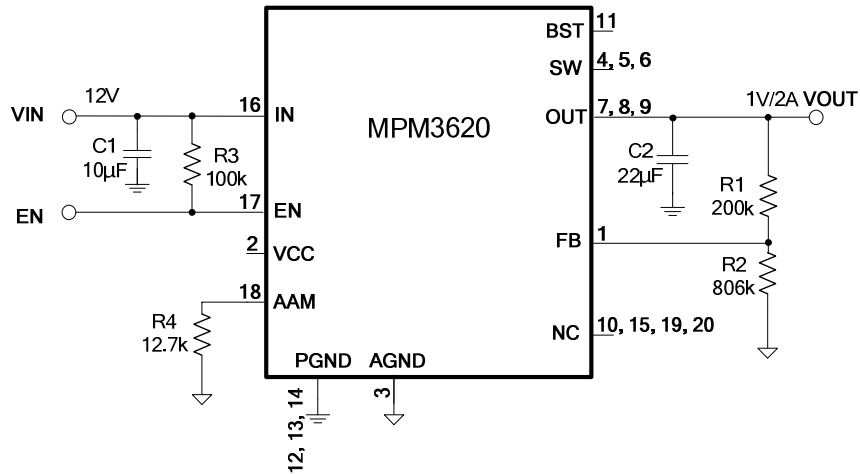 BST 11
SW 4, 5, 6
12V
VIN
16 IN
MPM3620
OUT 7, 8, 9
1V/2A VOUT
C1
10µF
R3
100k
C2
22µF
R1
200k
EN
17 EN
2 VCC
FB 1
R2
806k
18 AAM
R4
12.7k
NC 10, 15, 19, 20
PGND AGND
12, 13, 14
3